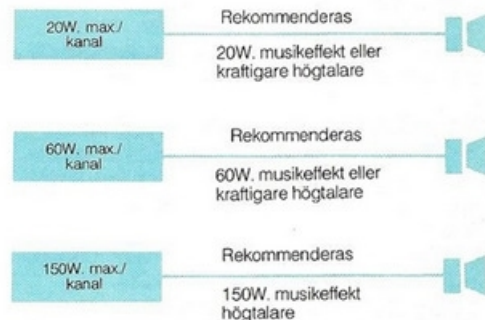 20W. max./
kanal
Rekommenderas
20W. musikeffekt eller
kraftigare högtalare
60W. max./
kanal
Rekommenderas
60W. musikeffekt eller
kraftigare högtalare
150W. max./
kanal
Rekommenderas
150W. musikeffekt
högtalare